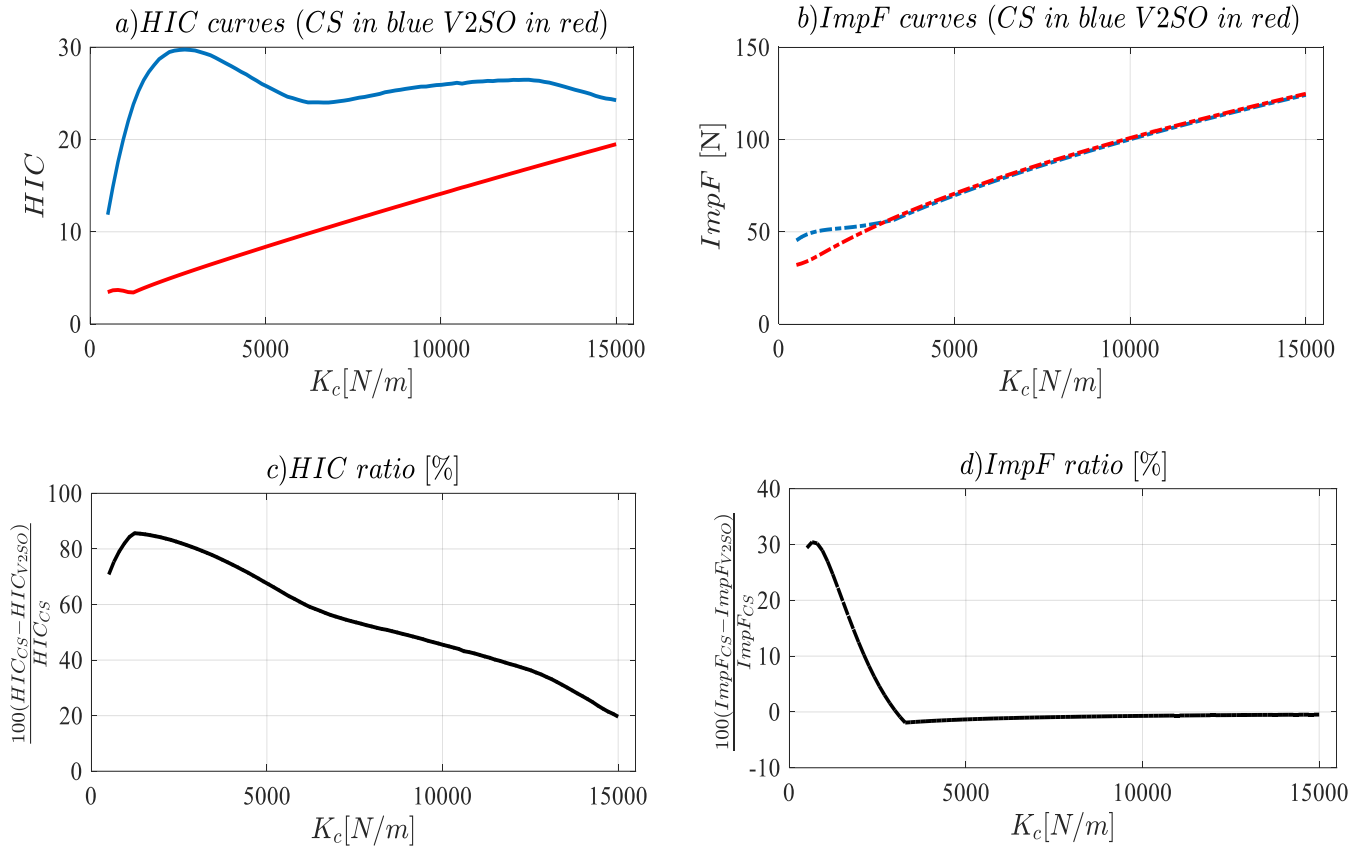 a)HIC curves (CS in blue V2SO in red)
30
20
10
0
HIC
0 5000 10000 15000
K_c[N/m]
b)ImpF curves (CS in blue V2SO in red)
150
100
50
0
ImpF [N]
0 5000 10000 15000
K_c[N/m]
c)HIC ratio [%]
100
80
60
40
20
0
100(HIC_CS−HIC_V2SO)
HIC_CS
0 5000 10000 15000
K_c[N/m]
d)ImpF ratio [%]
40
30
20
10
0
-10
100(ImpF_CS−ImpF_V2SO)
ImpF_CS
0 5000 10000 15000
K_c[N/m]